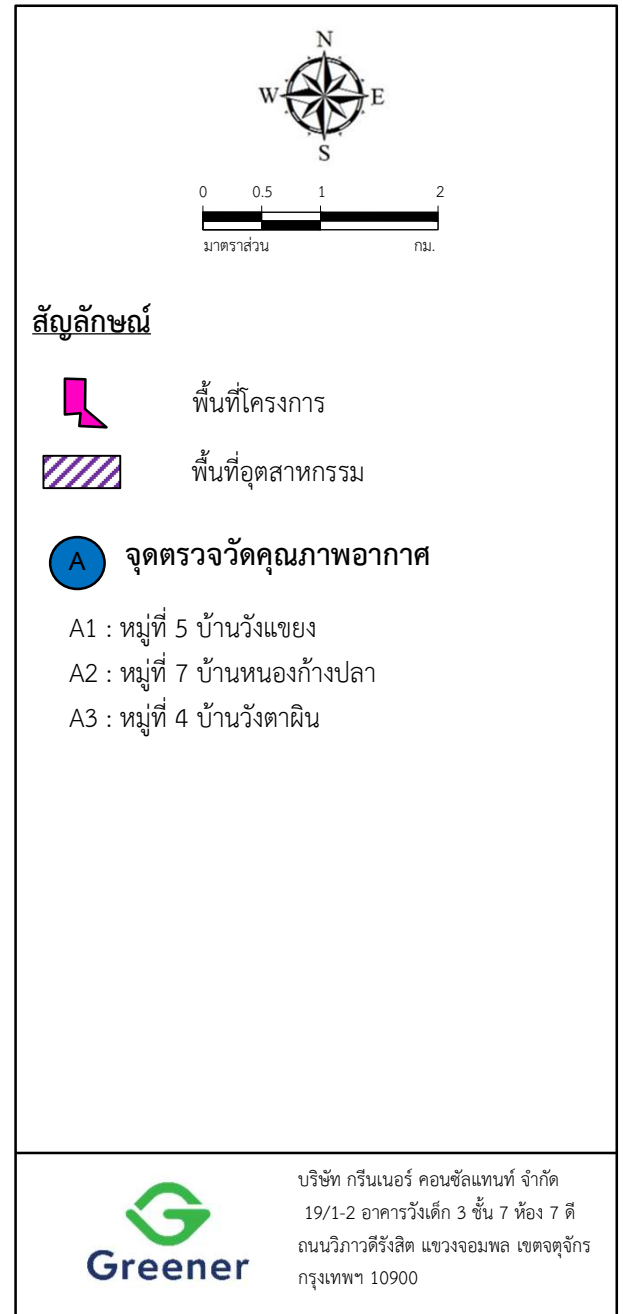 N
W E
S
0 0.5 1 2
มาตราส่วน กม.
สัญลักษณ์
พื้นที่โครงการ
พื้นที่อุตสาหกรรม
A จุดตรวจวัดคุณภาพอากาศ
A1 : หมู่ที่ 5 บ้านวังแขยง
A2 : หมู่ที่ 7 บ้านหนองก้างปลา
A3 : หมู่ที่ 4 บ้านวังตาผิน
Greener
บริษัท กรีนเนอร์ คอนซัลแทนท์ จำกัด
19/1-2 อาคารวังเด็ก 3 ชั้น 7 ห้อง 7 ดี
ถนนวิภาวดีรังสิต แขวงจอมพล เขตจตุจักร
กรุงเทพฯ 10900